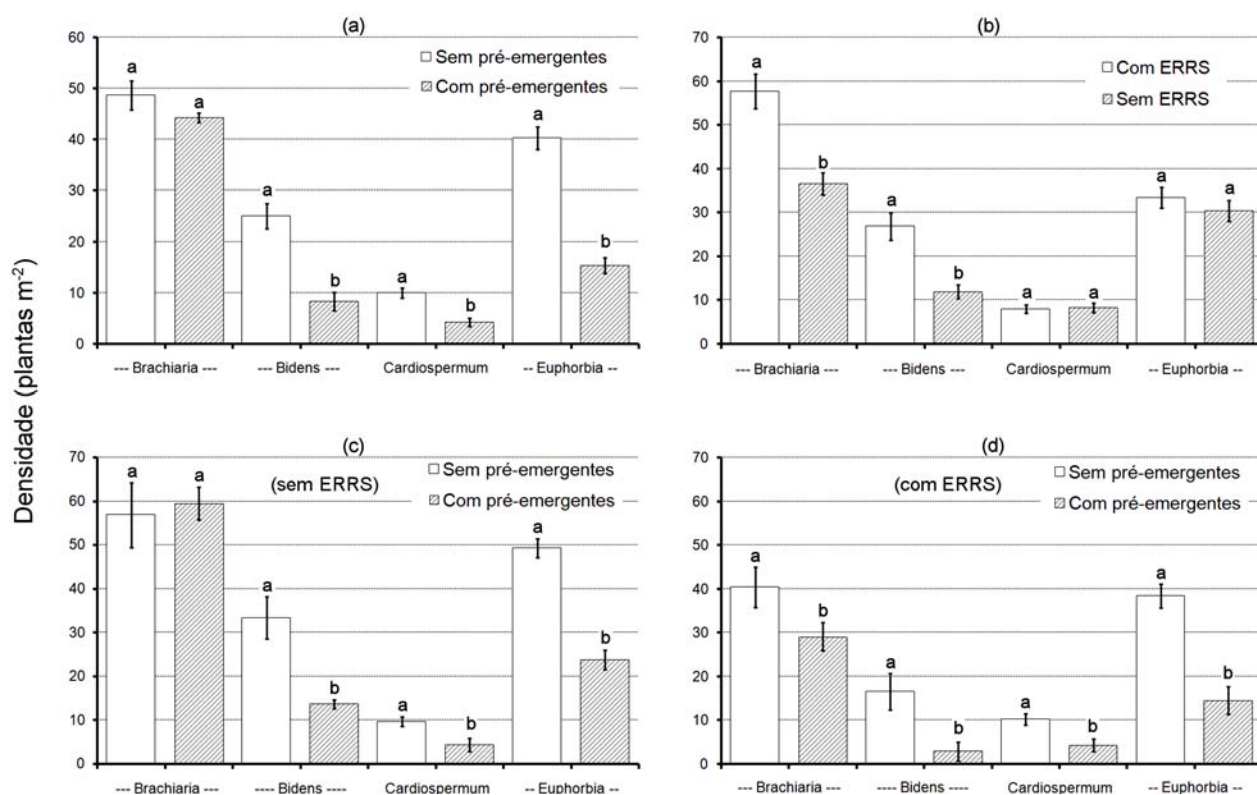 Densidade (plantas m-2)
(a)
60
50
40
30
20
10
0
Sem pré-emergentes
Com pré-emergentes
a
a
a
b
a
b
a
b
--- Brachiaria ---
--- Bidens ---
Cardiospermum
-- Euphorbia --
(b)
70
60
50
40
30
20
10
0
Com ERRS
Sem ERRS
a
b
a
b
a
a
a
a
--- Brachiaria ---
---- Bidens ----
Cardiospermum
-- Euphorbia --
(c)
70
60
50
40
30
20
10
0
(sem ERRS)
Sem pré-emergentes
Com pré-emergentes
a
a
a
b
a
b
a
b
--- Brachiaria ---
---- Bidens ----
Cardiospermum
-- Euphorbia --
(d)
70
60
50
40
30
20
10
0
(com ERRS)
Sem pré-emergentes
Com pré-emergentes
a
b
a
b
a
b
a
b
--- Brachiaria ---
---- Bidens ----
Cardiospermum
-- Euphorbia --